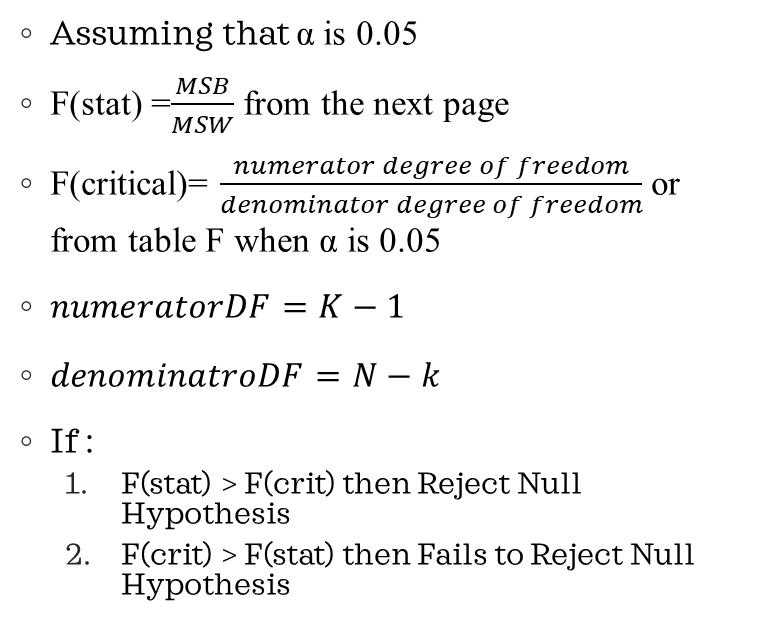 ◦ Assuming that α is 0.05
◦ F(stat) = MSB / MSW from the next page
◦ F(critical)= numerator degree of freedom / denominator degree of freedom or
from table F when α is 0.05
◦ numeratorDF = K − 1
◦ denominatroDF = N − k
◦ If:
1. F(stat) > F(crit) then Reject Null
Hypothesis
2. F(crit) > F(stat) then Fails to Reject Null
Hypothesis